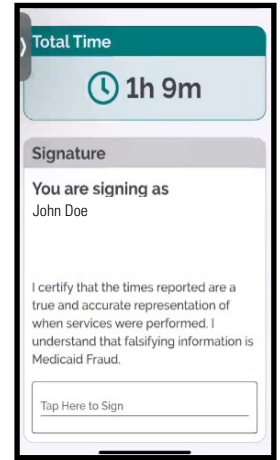 Total Time
1h 9m
Signature
You are signing as
John Doe
I certify that the times reported are a
true and accurate representation of
when services were performed. I
understand that falsifying information is
Medicaid Fraud.
Tap Here to Sign